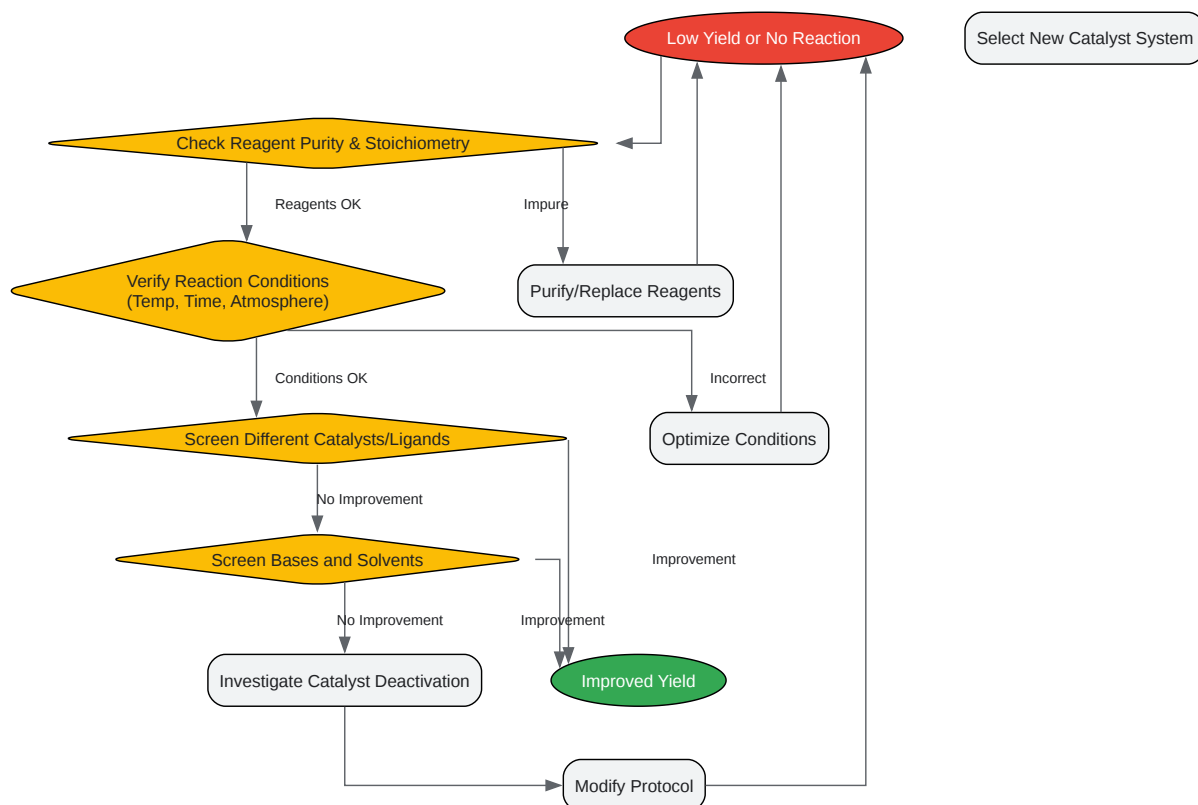 Low Yield or No Reaction
Select New Catalyst System
Check Reagent Purity & Stoichiometry
Reagents OK
Impure
Verify Reaction Conditions
(Temp, Time, Atmosphere)
Purify/Replace Reagents
Conditions OK
Incorrect
Screen Different Catalysts/Ligands
Optimize Conditions
No Improvement
Screen Bases and Solvents
Improvement
No Improvement
Improvement
Investigate Catalyst Deactivation
Improved Yield
Modify Protocol